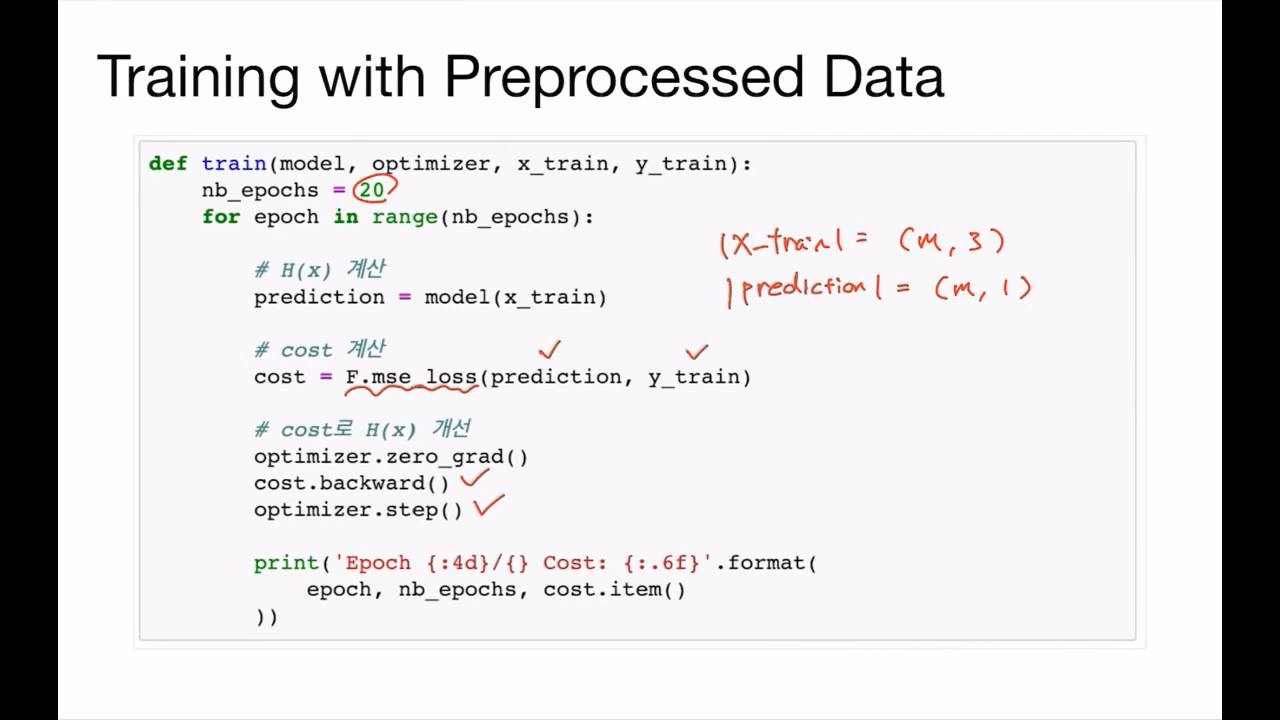 Training with Preprocessed Data
def train(model, optimizer, x_train, y_train):
nb_epochs = 20
for epoch in range(nb_epochs):
# H(x) 계산
prediction = model(x_train)
|x_train| = (m, 3)
|prediction| = (m, 1)
# cost 계산
cost = F.mse_loss(prediction, y_train)
# cost로 H(x) 개선
optimizer.zero_grad()
cost.backward()
optimizer.step()
print('Epoch {:4d}/{} Cost: {:.6f}'.format(
epoch, nb_epochs, cost.item()
))